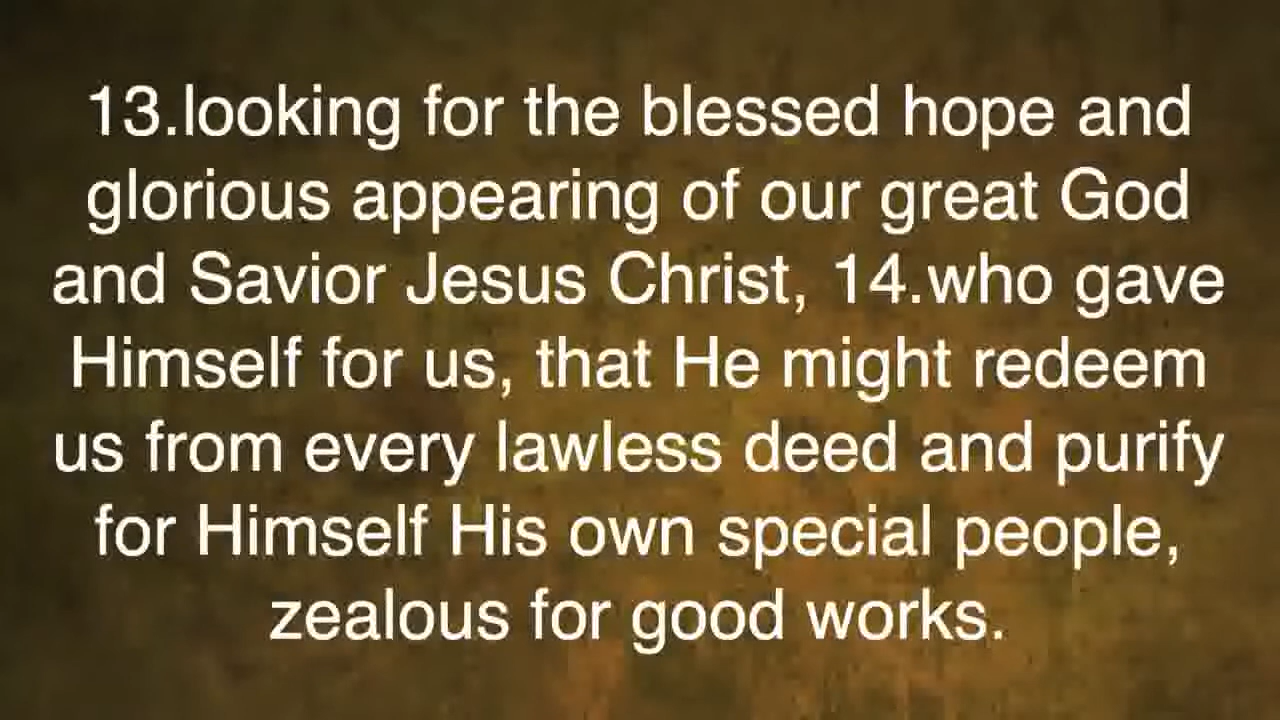 13.looking for the blessed hope and
glorious appearing of our great God
and Savior Jesus Christ, 14.who gave
Himself for us, that He might redeem
us from every lawless deed and purify
for Himself His own special people,
zealous for good works.